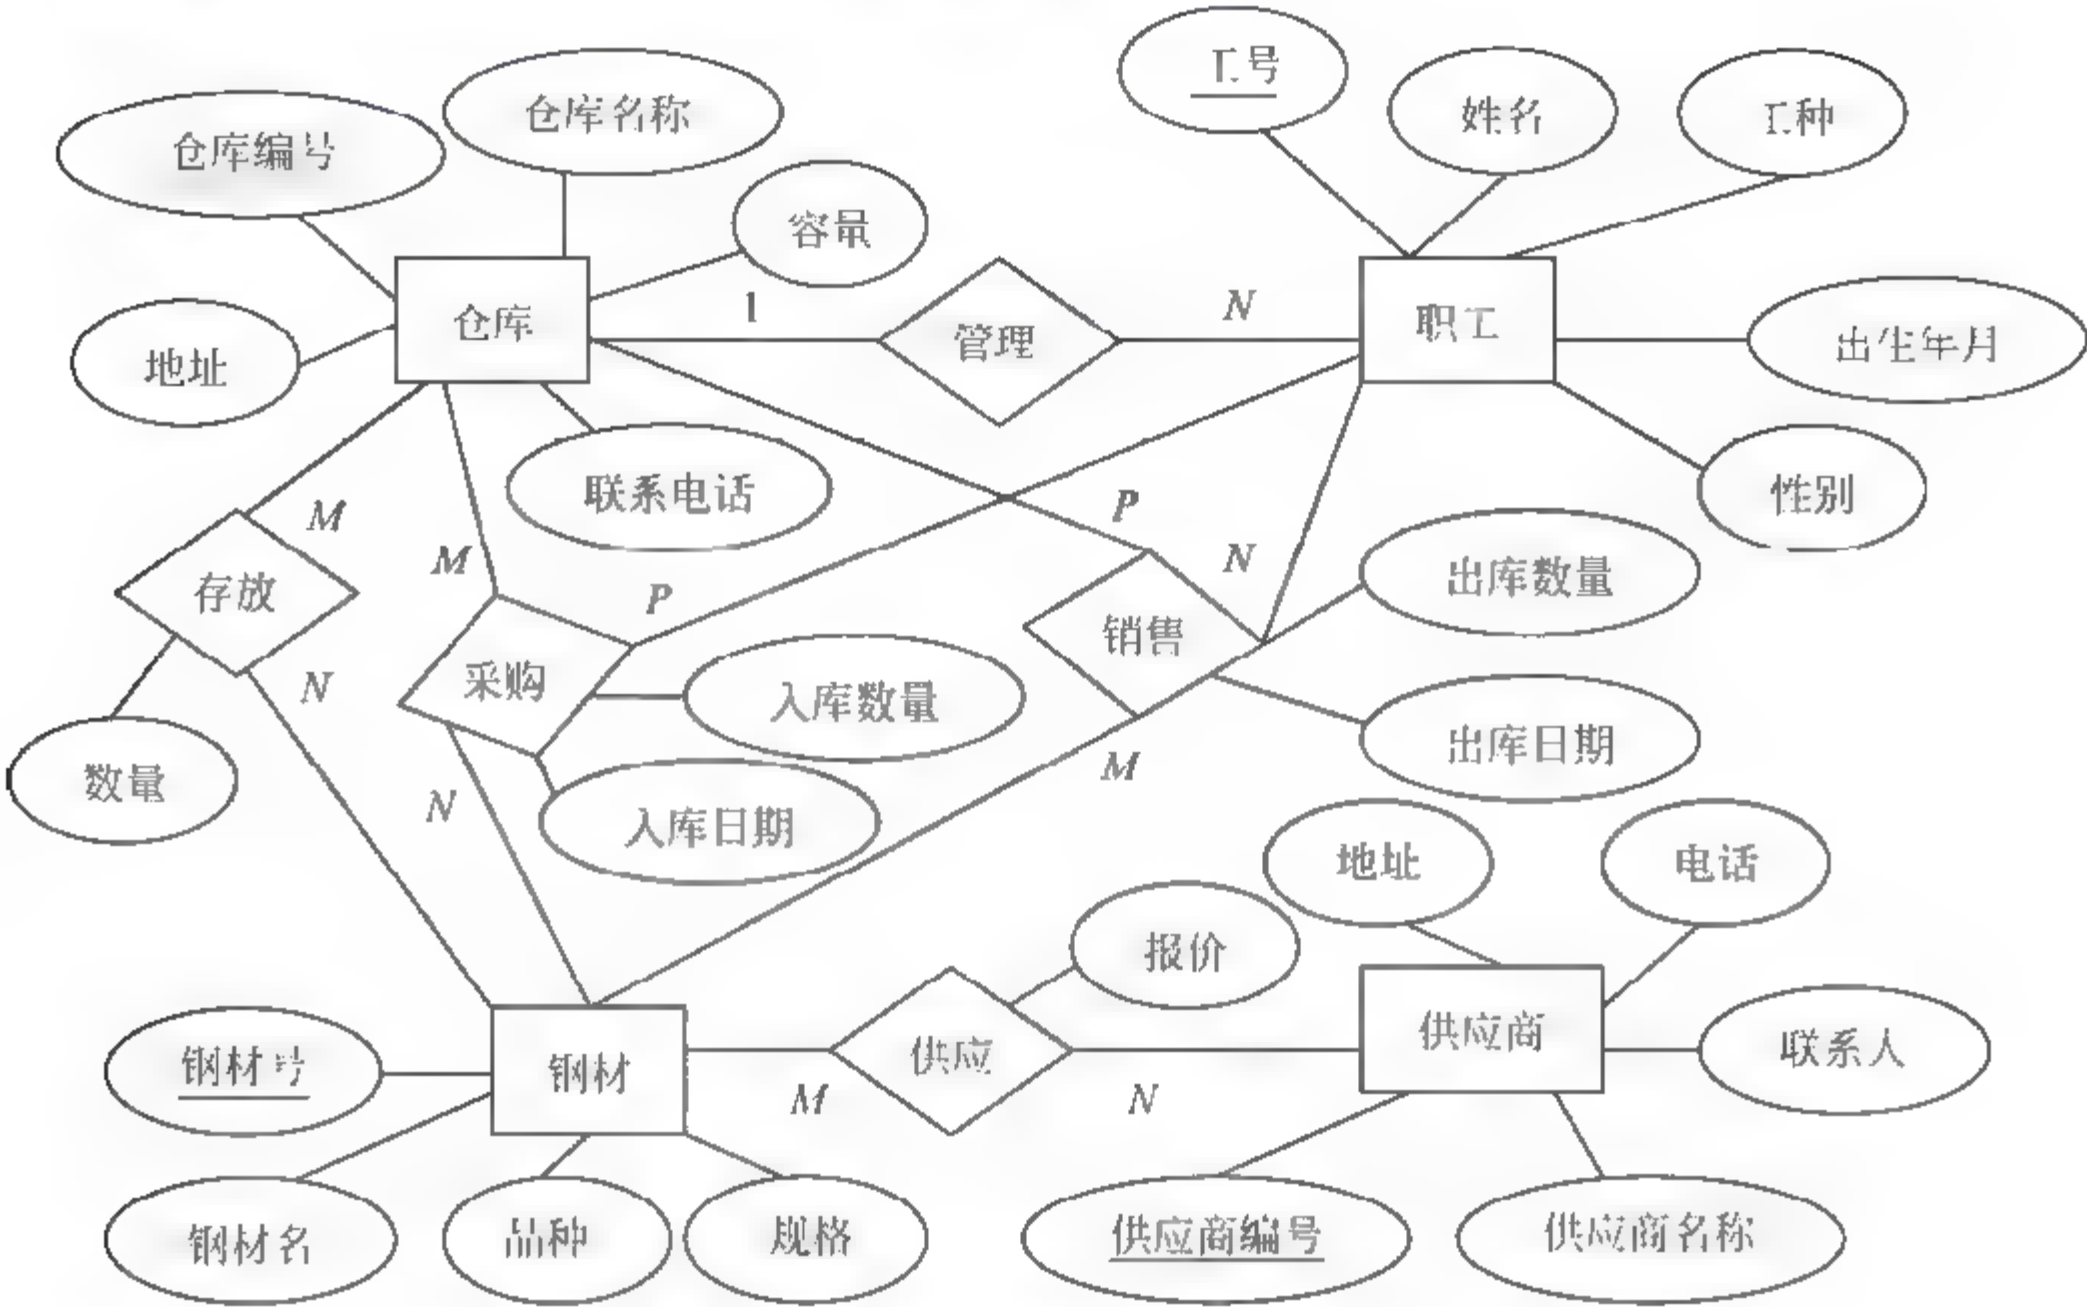 工号
仓库名称
姓名
工种
仓库编号
容量
1
N
仓库
管理
职工
出生年月
地址
联系电话
P
性别
M
M
N
出库数量
存放
P
销售
采购
N
入库数量
出库日期
M
数量
N
入库日期
地址
电话
报价
供应商
联系人
钢材号
钢材
供应
M
N
钢材名
品种
规格
供应商编号
供应商名称